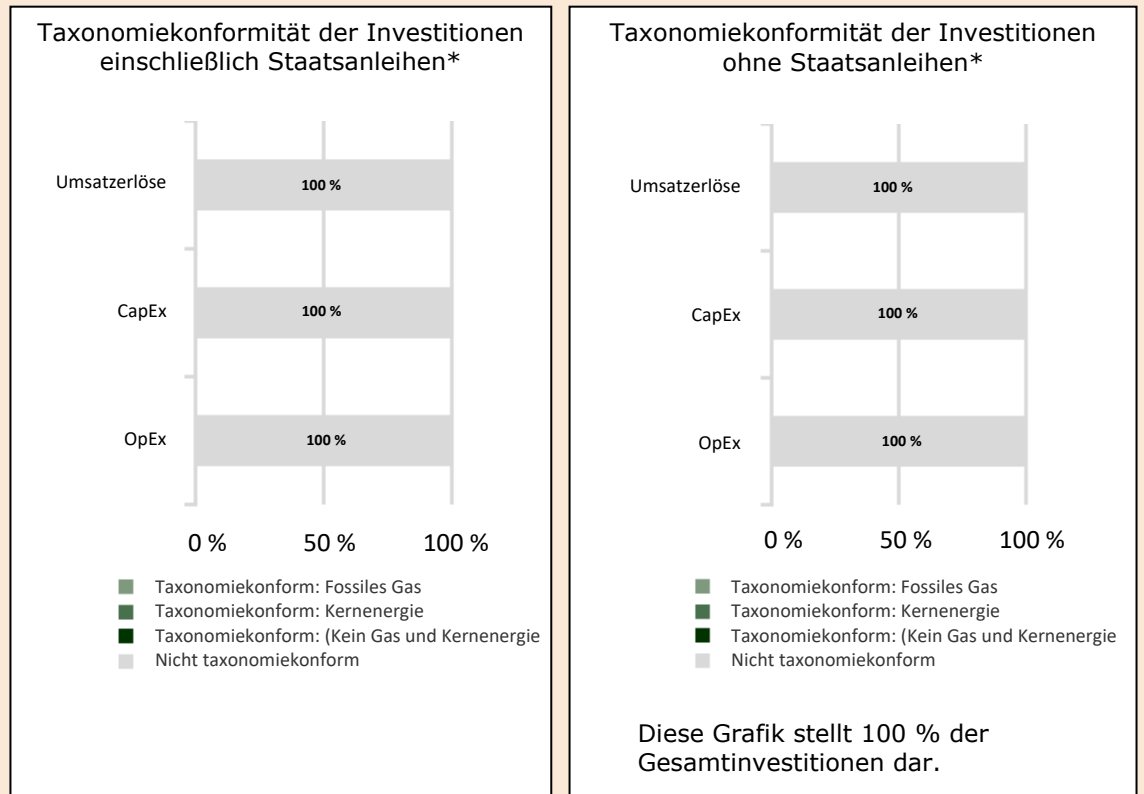 Taxonomiekonformität der Investitionen
einschließlich Staatsanleihen*
Umsatzerlöse
100 %
CapEx
100 %
OpEx
100 %
0 % 50 % 100 %
Taxonomiekonform: Fossiles Gas
Taxonomiekonform: Kernenergie
Taxonomiekonform: (Kein Gas und Kernenergie
Nicht taxonomiekonform
Taxonomiekonformität der Investitionen
ohne Staatsanleihen*
Umsatzerlöse
100 %
CapEx
100 %
OpEx
100 %
0 % 50 % 100 %
Taxonomiekonform: Fossiles Gas
Taxonomiekonform: Kernenergie
Taxonomiekonform: (Kein Gas und Kernenergie
Nicht taxonomiekonform
Diese Grafik stellt 100 % der
Gesamtinvestitionen dar.